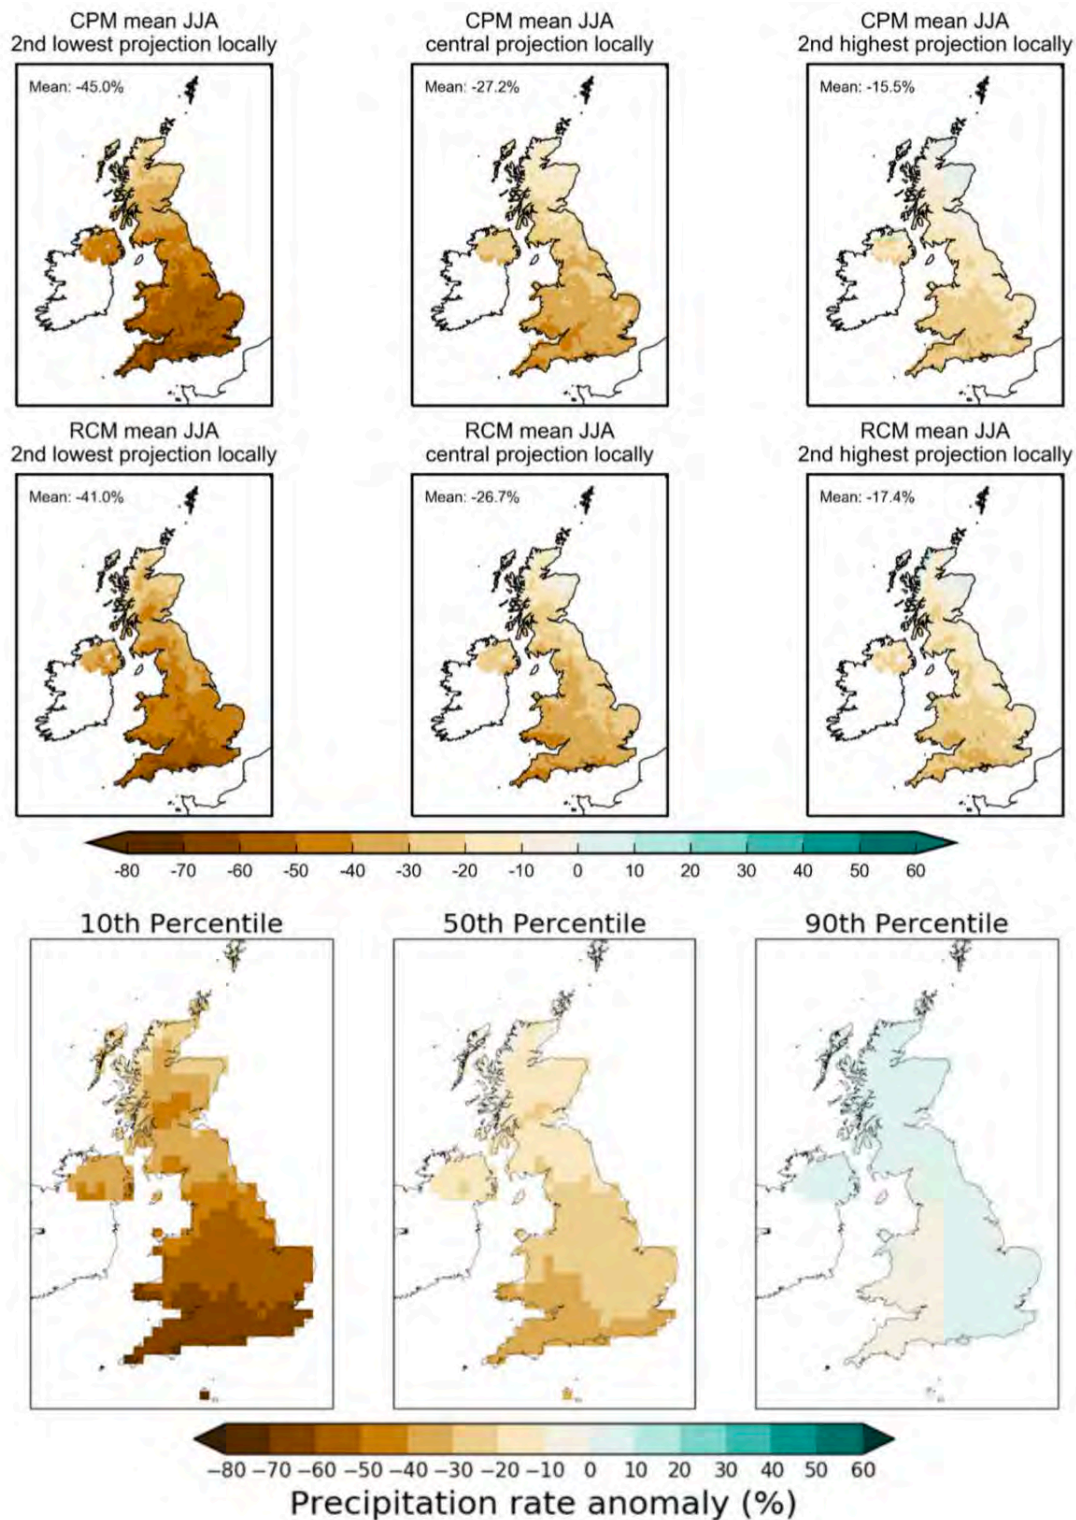 CPM mean JJA
2nd lowest projection locally
CPM mean JJA
central projection locally
CPM mean JJA
2nd highest projection locally
Mean: -45.0%
Mean: -27.2%
Mean: -15.5%
RCM mean JJA
2nd lowest projection locally
RCM mean JJA
central projection locally
RCM mean JJA
2nd highest projection locally
Mean: -41.0%
Mean: -26.7%
Mean: -17.4%
-80 -70 -60 -50 -40 -30 -20 -10 0 10 20 30 40 50 60
10th Percentile
50th Percentile
90th Percentile
−80 −70 −60 −50 −40 −30 −20 −10 0 10 20 30 40 50 60
Precipitation rate anomaly (%)